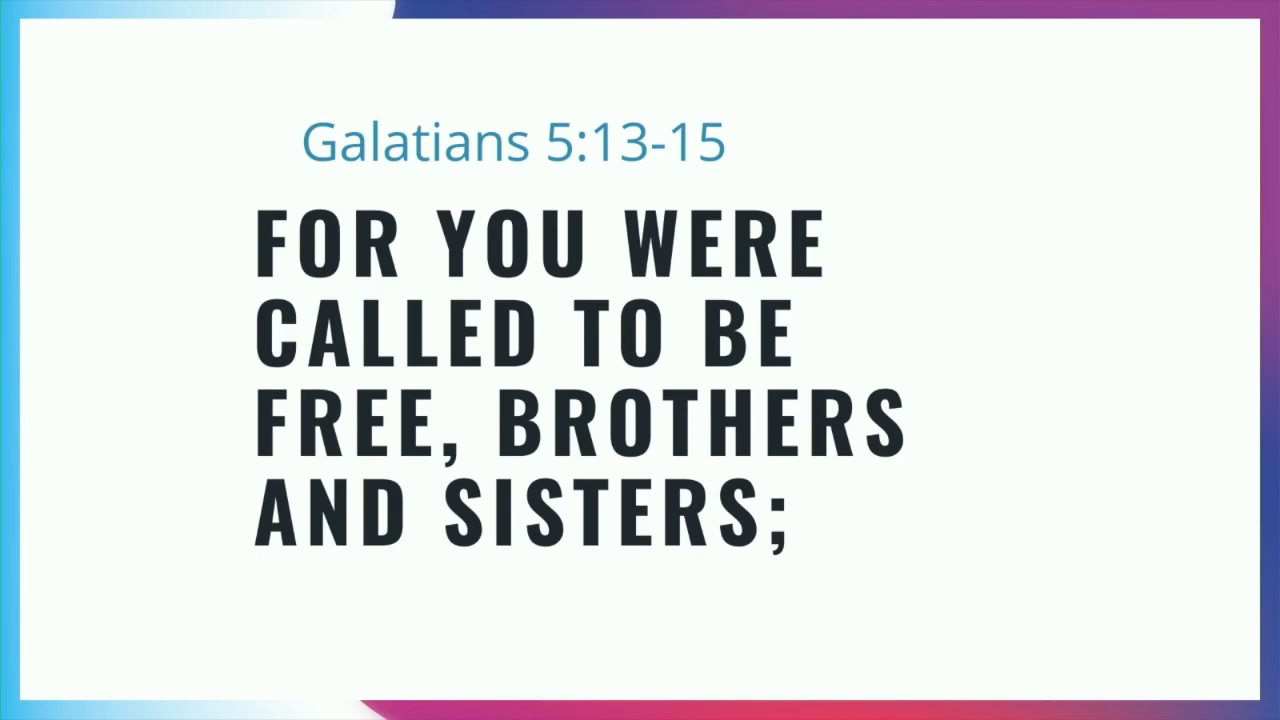 Galatians 5:13-15
FOR YOU WERE
CALLED TO BE
FREE, BROTHERS
AND SISTERS;